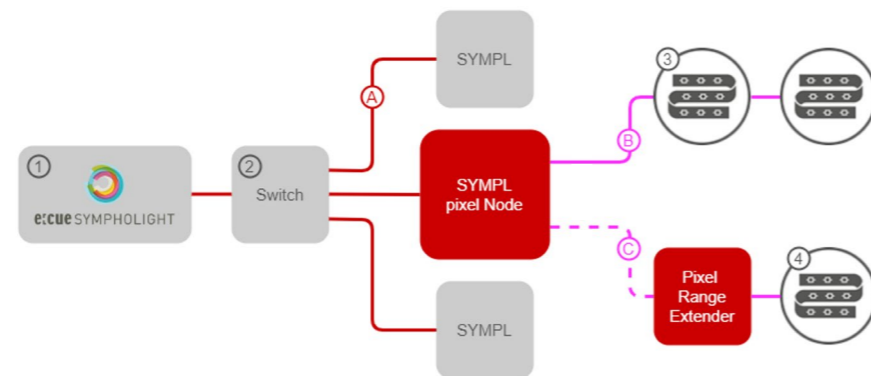 SYMPL
3
A
B
1
e:cue SYMPHOLIGHT
2
Switch
SYMPL
pixel Node
C
4
Pixel
Range
Extender
SYMPL